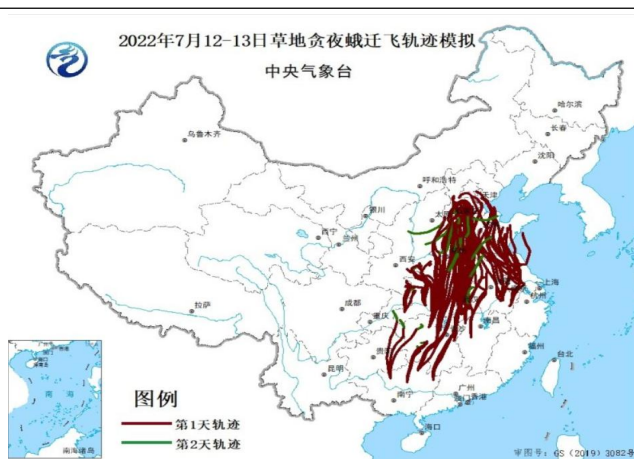 2022年7月12-13日草地贪夜蛾迁飞轨迹模拟
中央气象台
哈尔滨
长春
乌鲁木齐
沈阳
呼和浩特
天津
银川
太原
西宁
兰州
西安
上海
拉萨
成都
杭州
重庆
南昌
贵阳
福州
昆明
台北
南宁
广州
澳门
香港
海口
南海
南海诸岛
图例
第1天轨迹
第2天轨迹
审图号：GS（2019）3082号